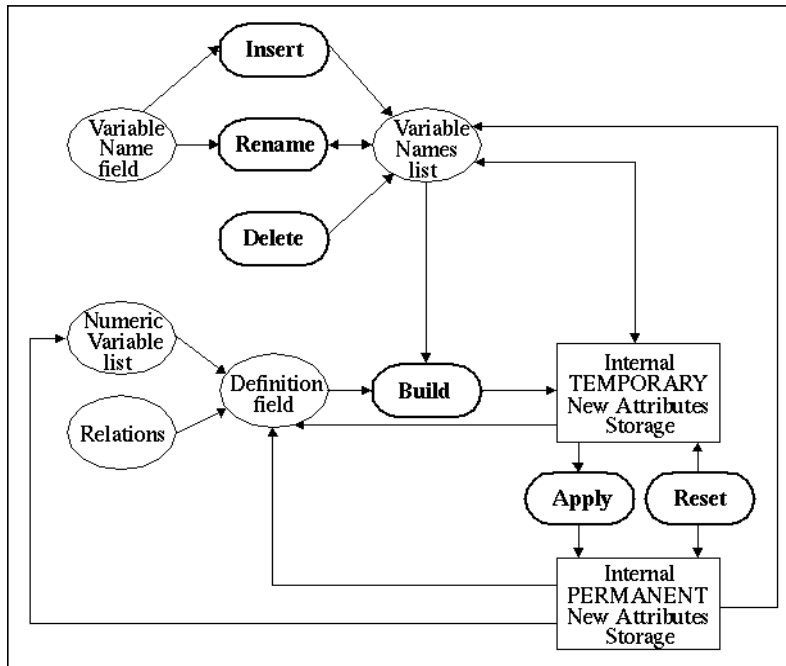 Insert
Variable
Name
field
Rename
Variable
Names
list
Delete
Numeric
Variable
list
Relations
Definition
field
Build
Internal
TEMPORARY
New Attributes
Storage
Apply
Reset
Internal
PERMANENT
New Attributes
Storage